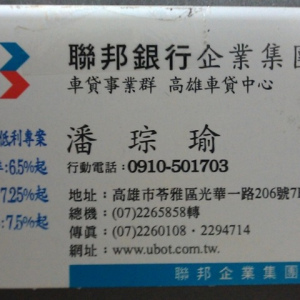 聯邦銀行企業集
車貸事業群 高雄車貸中心
低利專案
潘琮瑜
6.5%起
行動電話：0910-501703
7.25%起
地址：高雄市苓雅區光華一路206號7
7.5%起
總機：(07)2265858轉
傳真：(07)2260108・2294714
網址：www.ubot.com.tw.
聯邦企業集團